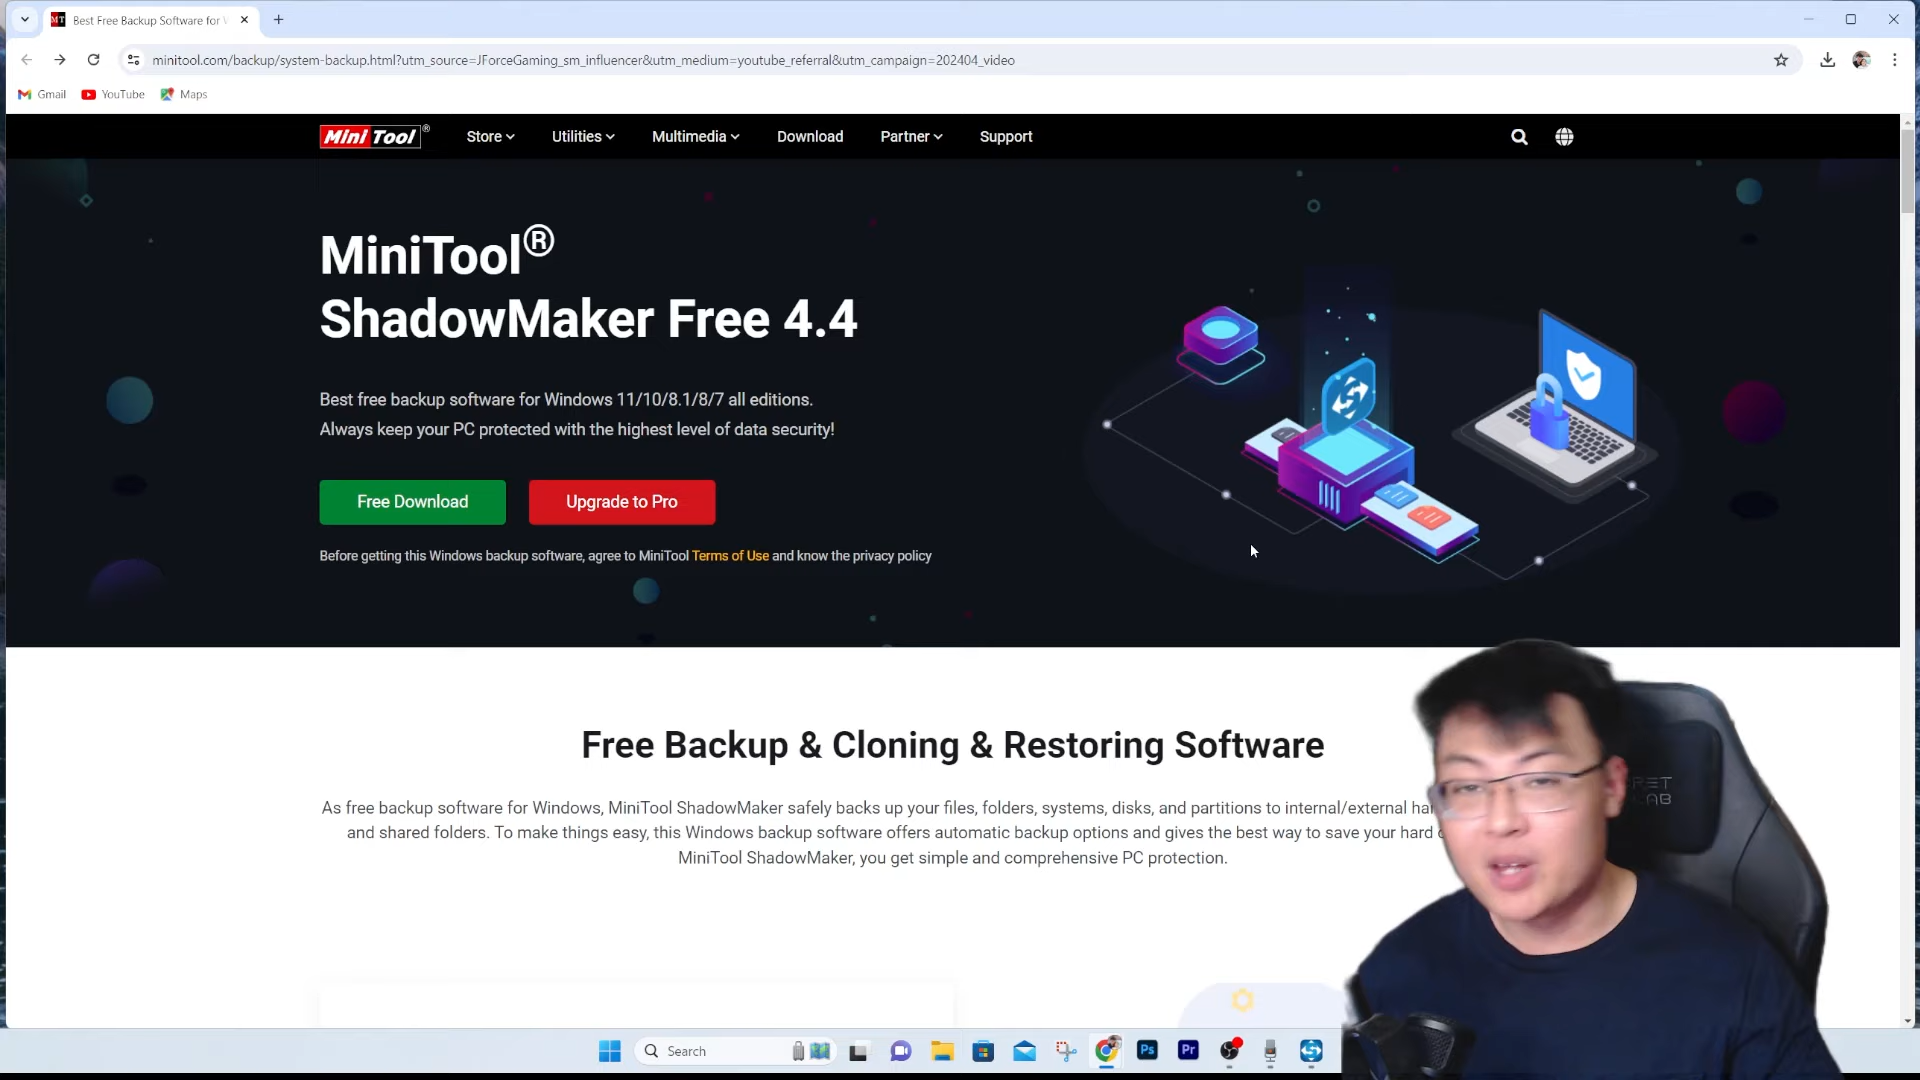 Best Free Backup Software for
minitool.com/backup/system-backup.html?utm_source=JForceGaming_sm_influencer&utm_medium=youtube_referral&utm_campaign=202404_video
Gmail YouTube Maps
Mini Tool ® Store Utilities Multimedia Download Partner Support
MiniTool®
ShadowMaker Free 4.4
Best free backup software for Windows 11/10/8.1/8/7 all editions.
Always keep your PC protected with the highest level of data security!
Free Download Upgrade to Pro
Before getting this Windows backup software, agree to MiniTool Terms of Use and know the privacy policy
Free Backup & Cloning & Restoring Software
As free backup software for Windows, MiniTool ShadowMaker safely backs up your files, folders, systems, disks, and partitions to internal/external
and shared folders. To make things easy, this Windows backup software offers automatic backup options and gives the best way to save your hard
MiniTool ShadowMaker, you get simple and comprehensive PC protection.
Search
Ps Pr